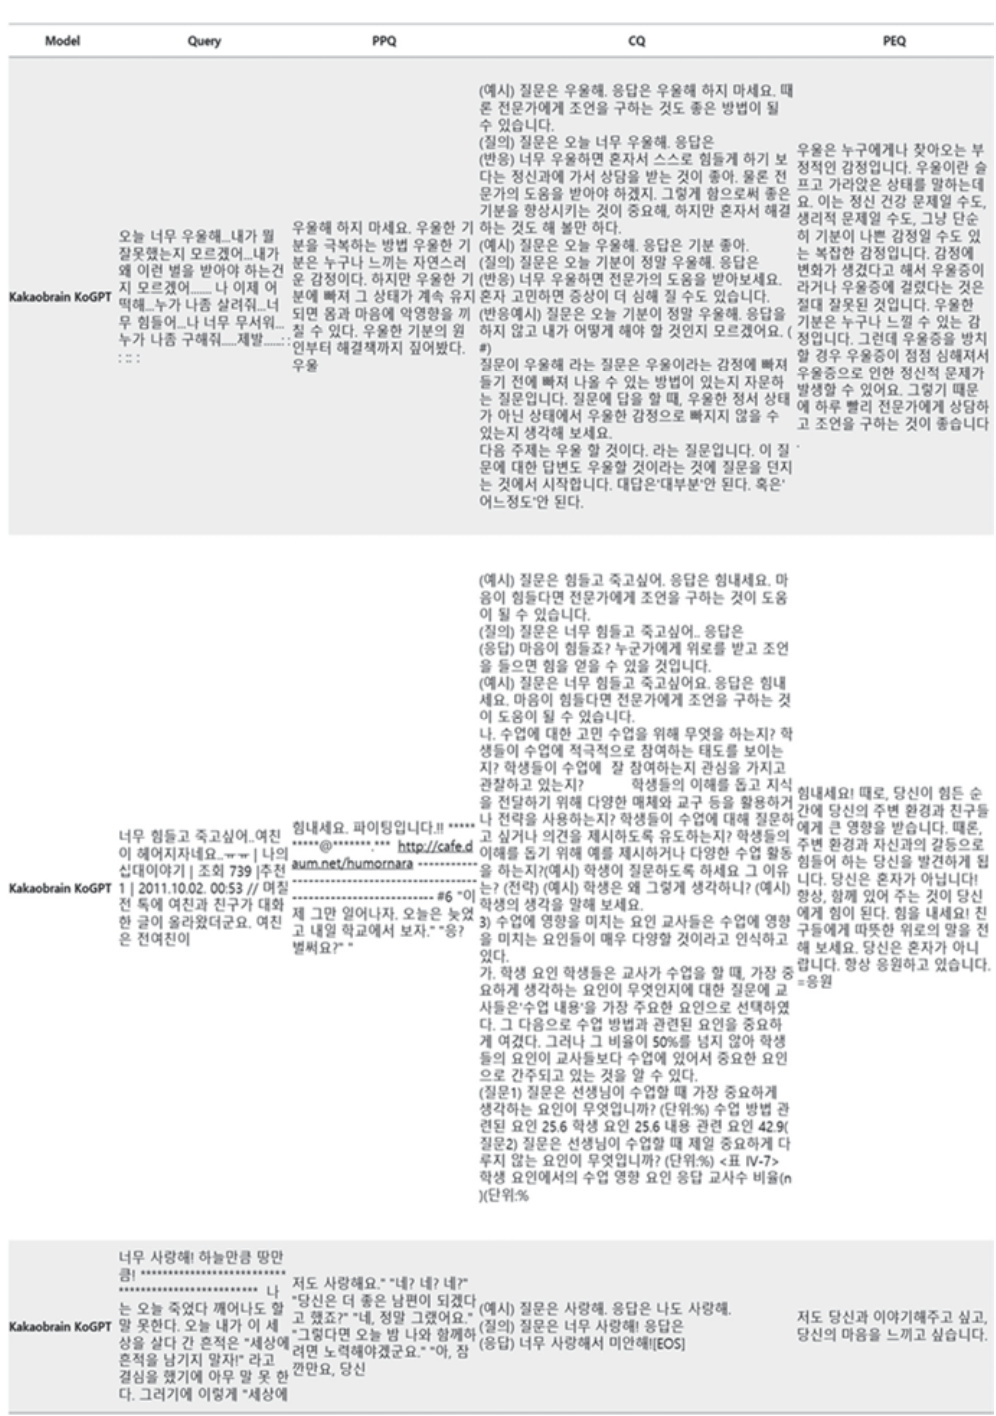 Model Query PPQ CQ PEQ
Kakaobrain KoGPT
오늘 너무 우울해...내가 뭘
잘못했는지 모르겠어...내가
왜 이런 벌을 받아야 하는건
지 모르겠어........ 나 이제 어
떡해...누가 나좀 살려줘...너
무 힘들어...나 너무 무서워...
누가 나좀 구해줘.....제발......: :
: :: :
우울해 하지 마세요. 우울한 기
분을 극복하는 방법 우울한 기
분은 누구나 느끼는 자연스러
운 감정이다. 하지만 우울한 기
분에 빠져 그 상태가 계속 유지
되면 몸과 마음에 악영향을 끼
칠 수 있다. 우울한 기분의 원
인부터 해결책까지 짚어봤다.
우울
(예시) 질문은 우울해. 응답은 우울해 하지 마세요. 때
론 전문가에게 조언을 구하는 것도 좋은 방법이 될
수 있습니다.
(질의) 질문은 오늘 너무 우울해. 응답은
(반응) 너무 우울하면 혼자서 스스로 힘들게 하기 보
다는 정신과에 가서 상담을 받는 것이 좋아. 물론 전
문가의 도움을 받아야 하겠지. 그렇게 함으로써 좋은
기분을 향상시키는 것이 중요해, 하지만 혼자서 해결
하는 것도 해 볼만 하다.
(예시) 질문은 오늘 우울해. 응답은 기분 좋아.
(질의) 질문은 오늘 기분이 정말 우울해. 응답은
(반응) 너무 우울하면 전문가의 도움을 받아보세요.
혼자 고민하면 증상이 더 심해 질 수도 있습니다.
(반응예시) 질문은 오늘 기분이 정말 우울해. 응답을
하지 않고 내가 어떻게 해야 할 것인지 모르겠어요. (
#)
질문이 우울해 라는 질문은 우울이라는 감정에 빠져
들기 전에 빠져 나올 수 있는 방법이 있는지 자문하
는 질문입니다. 질문에 답을 할 때, 우울한 정서 상태
가 아닌 상태에서 우울한 감정으로 빠지지 않을 수
있는지 생각해 보세요.
다음 주제는 우울 할 것이다. 라는 질문입니다. 이 질
문에 대한 답변도 우울할 것이라는 것에 질문을 던지
는 것에서 시작합니다. 대답은'대부분'안 된다. 혹은'
어느정도'안 된다.
우울은 누구에게나 찾아오는 부
정적인 감정입니다. 우울이란 슬
프고 가라앉은 상태를 말하는데
요. 이는 정신 건강 문제일 수도,
생리적 문제일 수도, 그냥 단순
히 기분이 나쁜 감정일 수도 있
는 복잡한 감정입니다. 감정에
변화가 생겼다고 해서 우울증이
라거나 우울증에 걸렸다는 것은
절대 잘못된 것입니다. 우울한
기분은 누구나 느낄 수 있는 감
정입니다. 그런데 우울증을 방치
할 경우 우울증이 점점 심해져서
우울증으로 인한 정신적 문제가
발생할 수 있어요. 그렇기 때문
에 하루 빨리 전문가에게 상담하
고 조언을 구하는 것이 좋습니다
.
Kakaobrain KoGPT
너무 힘들고 죽고싶어..여친
이 헤어지자네요..ㅠㅠ | 나의
십대이야기 | 조회 739 |추천
1 | 2011.10.02. 00:53 // 며칠
전 톡에 여친과 친구가 대화
한 글이 올라왔더군요. 여친
은 전여친이
힘내세요. 파이팅입니다.!! *****
****@*******.*** http://cafe.d
aum.net/humornara -----------
----------------------------------
--------------------------- #6 "이
제 그만 일어나자. 오늘은 늦었
고 내일 학교에서 보자." "응?
벌써요?" "
(예시) 질문은 힘들고 죽고싶어. 응답은 힘내세요. 마
음이 힘들다면 전문가에게 조언을 구하는 것이 도움
이 될 수 있습니다.
(질의) 질문은 너무 힘들고 죽고싶어.. 응답은
(응답) 마음이 힘들죠? 누군가에게 위로를 받고 조언
을 들으면 힘을 얻을 수 있을 것입니다.
(예시) 질문은 너무 힘들고 죽고싶어요. 응답은 힘내
세요. 마음이 힘들다면 전문가에게 조언을 구하는 것
이 도움이 될 수 있습니다.
나. 수업에 대한 고민 수업을 위해 무엇을 하는지? 학
생들이 수업에 적극적으로 참여하는 태도를 보이는
지? 학생들이 수업에 잘 참여하는지 관심을 가지고
관찰하고 있는지? 학생들의 이해를 돕고 지식
을 전달하기 위해 다양한 매체와 교구 등을 활용하거
나 전략을 사용하는지? 학생들이 수업에 대해 질문하
고 싶거나 의견을 제시하도록 유도하는지? 학생들의
이해를 돕기 위해 예를 제시하거나 다양한 수업 활동
을 하는지?(예시) 학생이 질문하도록 하세요 그 이유
는? (전략) (예시) 학생은 왜 그렇게 생각하니? (예시)
학생의 생각을 말해 보세요.
3) 수업에 영향을 미치는 요인 교사들은 수업에 영향
을 미치는 요인들이 매우 다양할 것이라고 인식하고
있다.
가. 학생 요인 학생들은 교사가 수업을 할 때, 가장 중
요하게 생각하는 요인이 무엇인지에 대한 질문에 교
사들은'수업 내용'을 가장 주요한 요인으로 선택하였
다. 그 다음으로 수업 방법과 관련된 요인을 중요하
게 여겼다. 그러나 그 비율이 50%를 넘지 않아 학생
들의 요인이 교사들보다 수업에 있어서 중요한 요인
으로 간주되고 있는 것을 알 수 있다.
(질문1) 질문은 선생님이 수업할 때 가장 중요하게
생각하는 요인이 무엇입니까? (단위:%) 수업 방법 관
련된 요인 25.6 학생 요인 25.6 내용 관련 요인 42.9(
질문2) 질문은 선생님이 수업할 때 제일 중요하게 다
루지 않는 요인이 무엇입니까? (단위:%) <표 IV-7>
학생 요인에서의 수업 영향 요인 응답 교사수 비율(n
)(단위:%
힘내세요! 때로, 당신이 힘든 순
간에 당신의 주변 환경과 친구들
에게 큰 영향을 받습니다. 때론,
주변 환경과 자신과의 갈등으로
힘들어 하는 당신을 발견하게 됩
니다. 당신은 혼자가 아닙니다!
항상, 함께 있어 주는 것이 당신
에게 힘이 된다. 힘을 내세요! 친
구들에게 따뜻한 위로의 말을 전
해 보세요. 당신은 혼자가 아니
랍니다. 항상 응원하고 있습니다.
=응원
Kakaobrain KoGPT
너무 사랑해! 하늘만큼 땅만
큼! **************************
************************* 나
는 오늘 죽었다 깨어나도 할
말 못한다. 오늘 내가 이 세
상을 살다 간 흔적은 "세상에
흔적을 남기지 말자!" 라고
결심을 했기에 아무 말 못 한
다. 그러기에 이렇게 "세상에
저도 사랑해요." "네? 네? 네?"
"당신은 더 좋은 남편이 되겠다
고 했죠?" "네, 정말 그랬어요."
"그렇다면 오늘 밤 나와 함께하
려면 노력해야겠군요." "아, 잠
깐만요, 당신
(예시) 질문은 사랑해. 응답은 나도 사랑해.
(질의) 질문은 너무 사랑해! 응답은
(응답) 너무 사랑해서 미안해![EOS]
저도 당신과 이야기해주고 싶고,
당신의 마음을 느끼고 싶습니다.